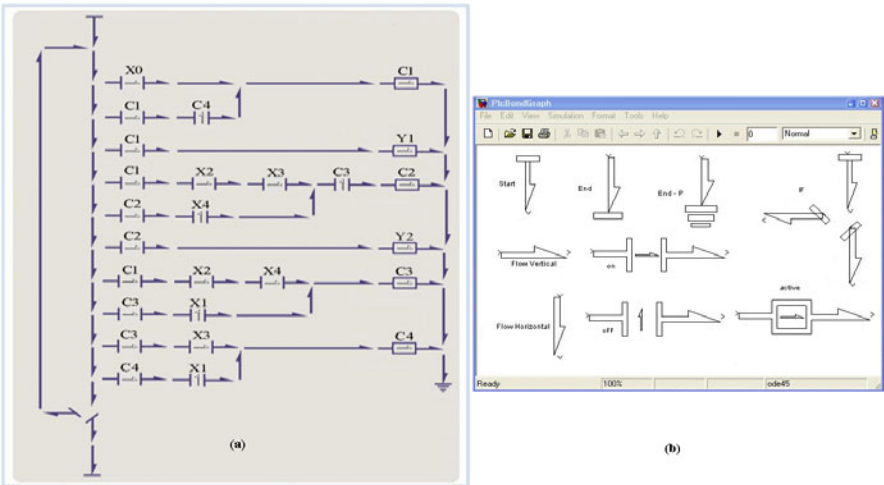 X0 C1
C1 C4
C1 Y1
C1 X2 X3 C3 C2
C2 X4
C2 Y2
C1 X2 X4 C3
C3 X1
C3 X3 C4
C4 X1
(a)
PlcBondGraph
File Edit View Simulation Format Tools Help
0 Normal
Start End End - P if
Flow Vertical on
active
Flow Horizontal off
Ready 100% ode45
(b)